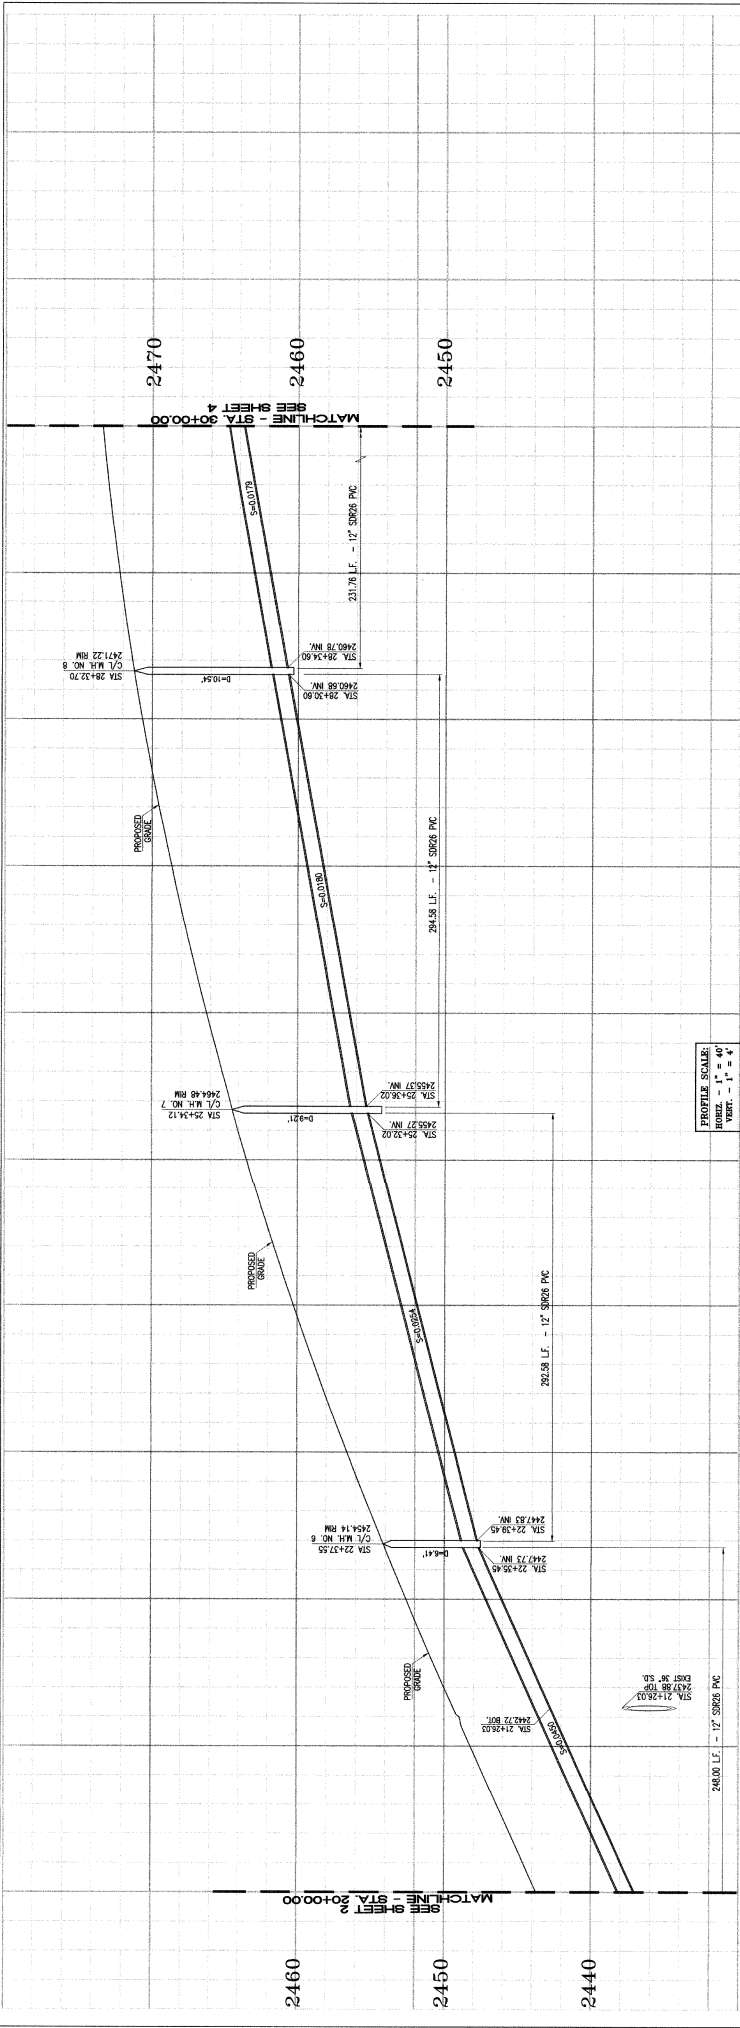 2470
2460
2450
MATCHLINE - STA. 30+00.00
SEE SHEET 4
S=0.0179
231.76 L.F. - 12" SDR26 PVC
STA 28+32.70
C/L M.H. NO. 8
2471.22 RIM
D=10.54'
STA. 28+34.60
2460.78 INV.
STA. 28+30.60
2460.68 INV.
PROPOSED
GRADE
S=0.0180
294.58 L.F. - 12" SDR26 PVC
STA 25+34.12
C/L M.H. NO. 7
2464.48 RIM
D=9.21'
STA. 25+36.02
2455.37 INV.
STA. 25+32.02
2455.27 INV.
PROFILE SCALE:
HORIZ. - 1" = 40'
VERT. - 1" = 4'
PROPOSED
GRADE
S=0.0254
292.58 L.F. - 12" SDR26 PVC
STA 22+37.55
C/L M.H. NO. 6
2454.14 RIM
D=6.41'
STA. 22+39.45
2447.83 INV.
STA. 22+35.45
2447.73 INV.
PROPOSED
GRADE
STA. 21+26.03
2442.72 BOT.
S=0.0450
STA. 21+26.03
2437.88 TOP
EXIST 36" S.D.
248.00 L.F. - 12" SDR26 PVC
SEE SHEET 2
MATCHLINE - STA. 20+00.00
2460
2450
2440